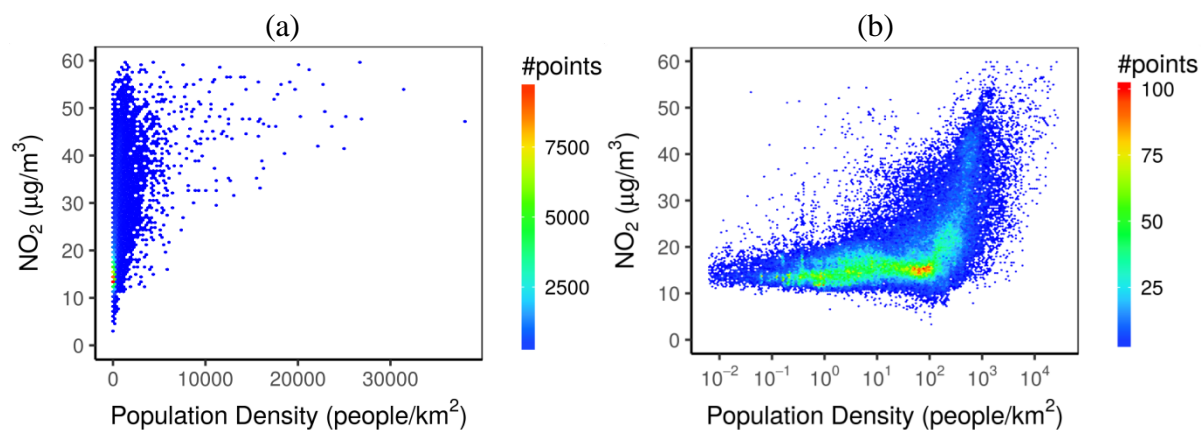 (a)
#points
60
50
40
30
20
10
0
NO₂ (µg/m³)
7500
5000
2500
0 10000 20000 30000
Population Density (people/km²)
(b)
#points
60
50
40
30
20
10
0
NO₂ (µg/m³)
100
75
50
25
10⁻² 10⁻¹ 10⁰ 10¹ 10² 10³ 10⁴
Population Density (people/km²)